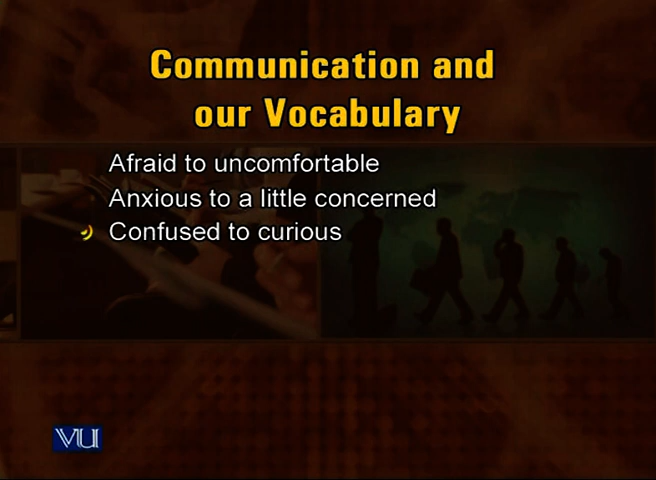 Communication and
our Vocabulary
Afraid to uncomfortable
Anxious to a little concerned
Confused to curious
VU